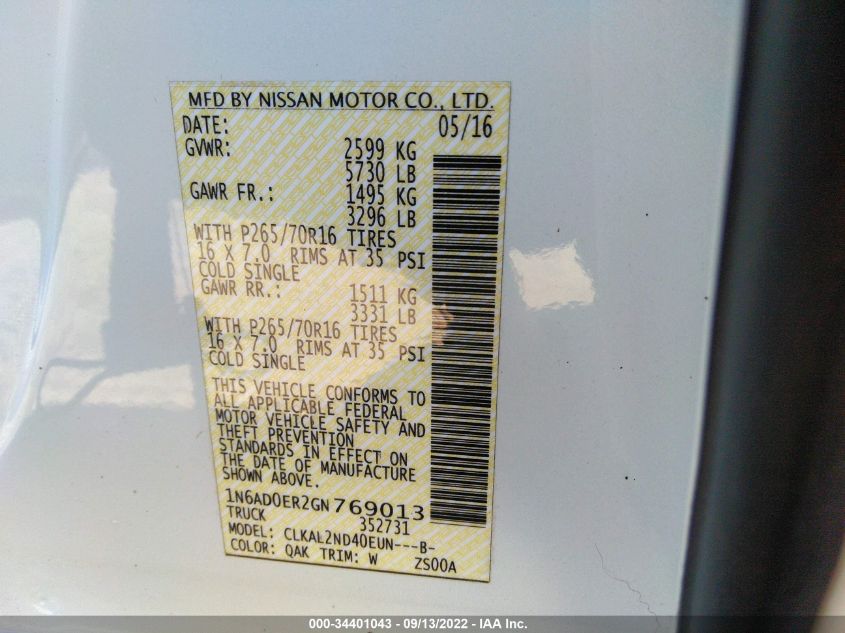 MFD BY NISSAN MOTOR CO., LTD.
DATE: 05/16
GVWR: 2599 KG
5730 LB
GAWR FR.: 1495 KG
3296 LB
WITH P265/70R16 TIRES
16 X 7.0 RIMS AT 35 PSI
COLD SINGLE
GAWR RR.: 1511 KG
3331 LB
WITH P265/70R16 TIRES
16 X 7.0 RIMS AT 35 PSI
COLD SINGLE
THIS VEHICLE CONFORMS TO
ALL APPLICABLE FEDERAL
MOTOR VEHICLE SAFETY AND
THEFT PREVENTION
STANDARDS IN EFFECT ON
THE DATE OF MANUFACTURE
SHOWN ABOVE.
1N6AD0ER2GN769013
TRUCK 352731
MODEL: CLKAL2ND40EUN---B-
COLOR: QAK TRIM: W ZS00A
000-34401043 - 09/13/2022 - IAA Inc.